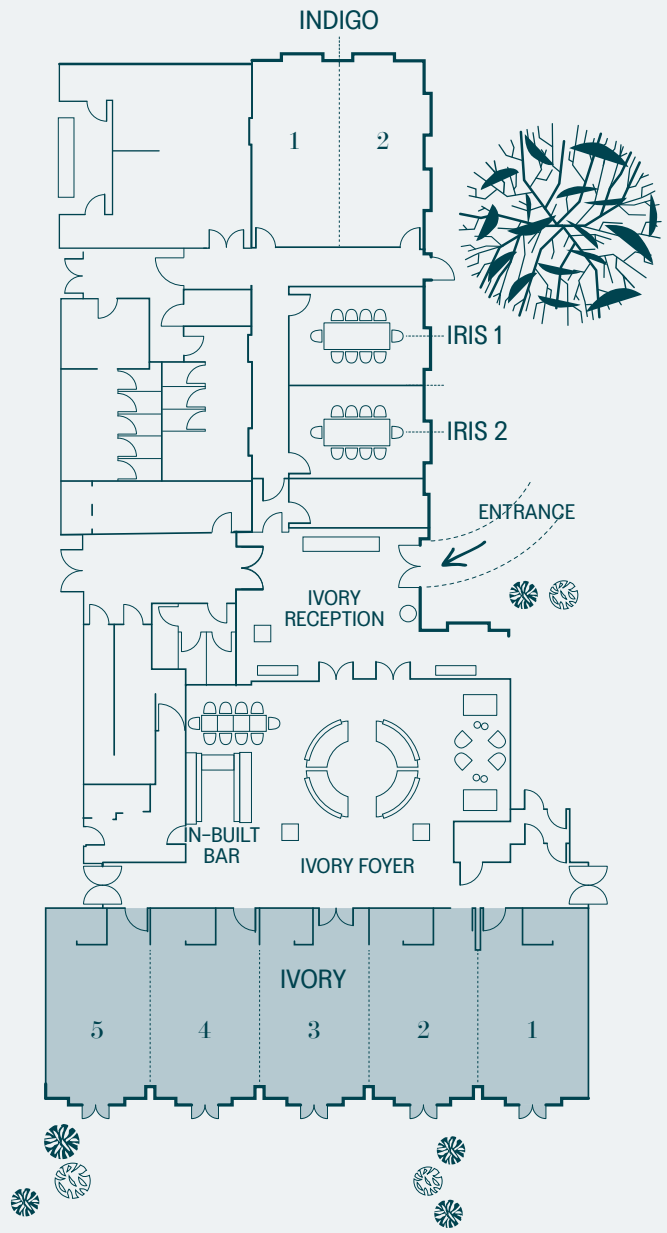 INDIGO
1
2
IRIS 1
IRIS 2
ENTRANCE
IVORY
RECEPTION
IN-BUILT
BAR
IVORY FOYER
IVORY
5
4
3
2
1